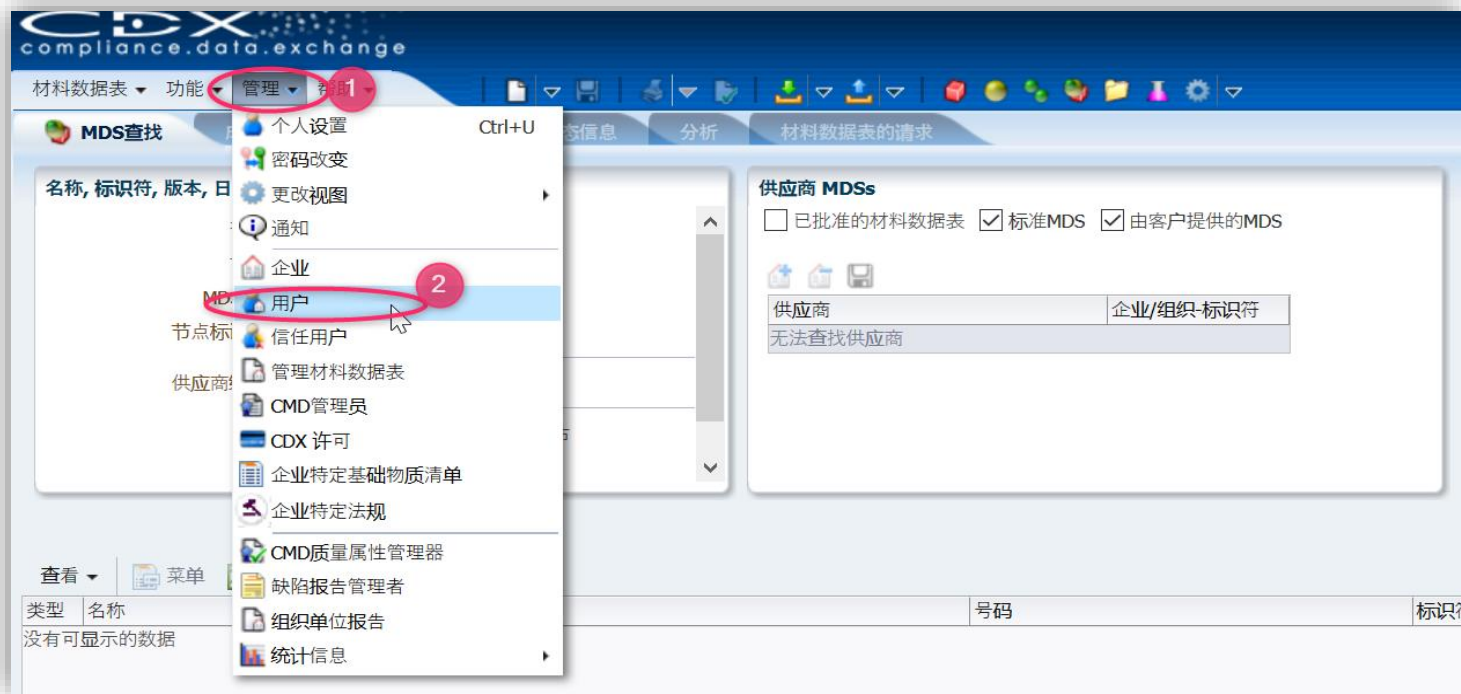 CDX
compliance.data.exchange
材料数据表 功能 管理 1
MDS查找 态信息 分析 材料数据表的请求
个人设置 Ctrl+U
密码改变
更改视图
通知
企业
用户 2
信任用户
管理材料数据表
CMD管理员
CDX 许可
企业特定基础物质清单
企业特定法规
CMD质量属性管理器
缺陷报告管理者
组织单位报告
统计信息
名称, 标识符, 版本, 日
节点标
供应商
供应商 MDSs
已批准的材料数据表 标准MDS 由客户提供的MDS
供应商 企业/组织-标识符
无法查找供应商
查看 菜单
类型 名称 号码 标识
没有可显示的数据